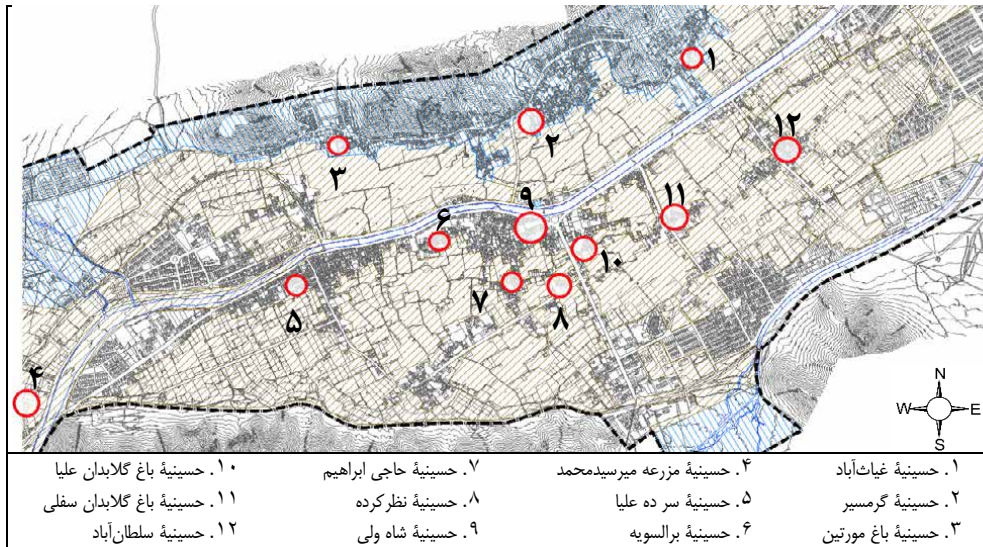 ۱
۲
۳
۴
۵
۶
۷
۸
۹
۱۰
۱۱
۱۲
N
W E
S
۱. حسینیهٔ غیاث‌آباد
۲. حسینیهٔ گرمسیر
۳. حسینیهٔ باغ مورتین
۴. حسینیهٔ مزرعه میرسیدمحمد
۵. حسینیهٔ سر ده علیا
۶. حسینیهٔ برالسویه
۷. حسینیهٔ حاجی ابراهیم
۸. حسینیهٔ نظرکرده
۹. حسینیهٔ شاه ولی
۱۰. حسینیهٔ باغ گلابدان علیا
۱۱. حسینیهٔ باغ گلابدان سفلی
۱۲. حسینیهٔ سلطان‌آباد